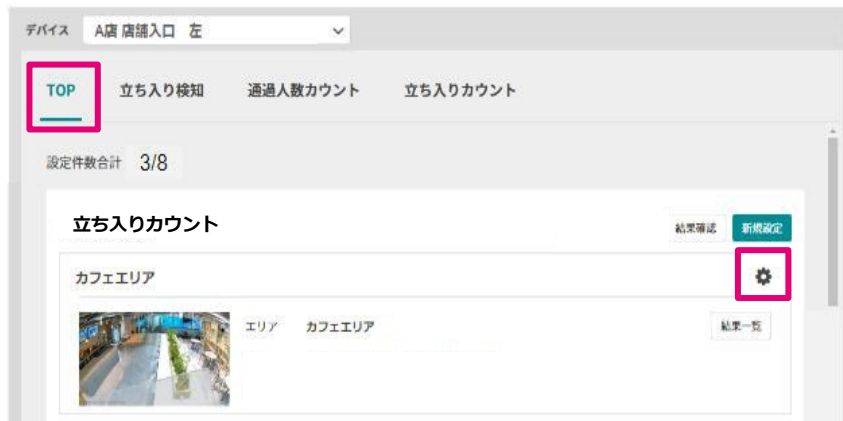 デバイス A店 店舗入口 左
TOP 立ち入り検知 通過人数カウント 立ち入りカウント
設定件数合計 3/8
立ち入りカウント 結果確認 新規設定
カフェエリア
エリア カフェエリア 結果一覧